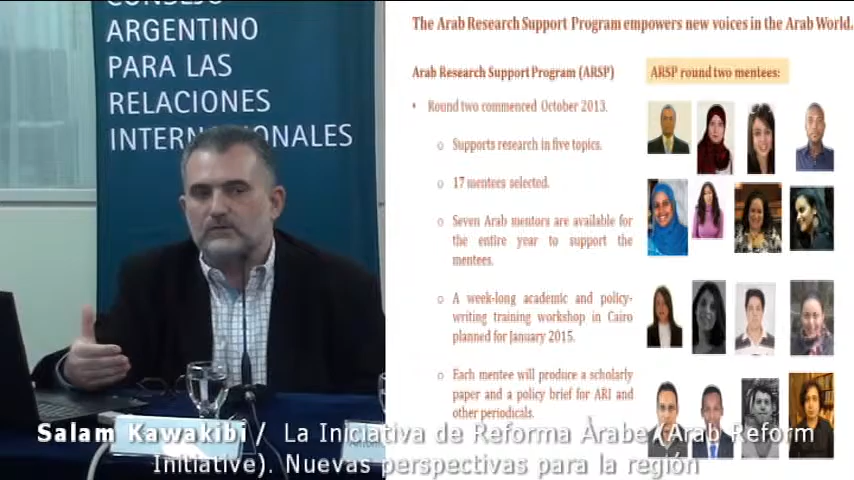 CONSEJO
ARGENTINO
PARA LAS
RELACIONES
INTERNACIONALES
The Arab Research Support Program empowers new voices in the Arab World.
Arab Research Support Program (ARSP)
• Round two commenced October 2013.
o Supports research in five topics.
o 17 mentees selected.
o Seven Arab mentors are available for
the entire year to support the
mentees.
o A week-long academic and policy-
writing training workshop in Cairo
planned for January 2015.
o Each mentee will produce a scholarly
paper and a policy brief for ARI and
other periodicals.
ARSP round two mentees:
Salam Kawakibi / La Iniciativa de Reforma Árabe (Arab Reform
Initiative). Nuevas perspectivas para la región